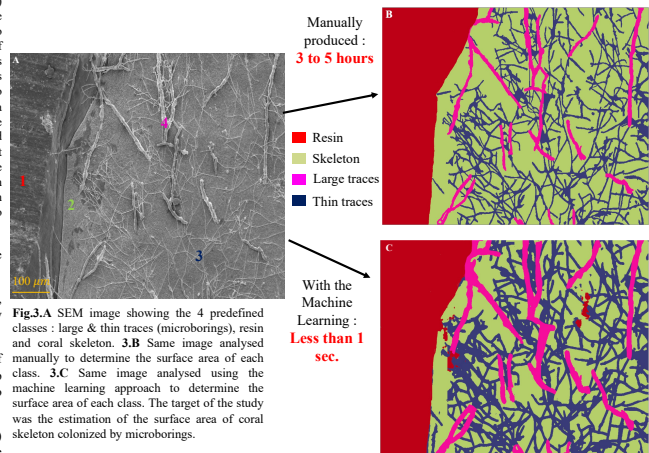 Manually
produced :
3 to 5 hours
A
4
1
2
3
100 μm
Resin
Skeleton
Large traces
Thin traces
B
With the
Machine
Learning :
Less than 1
sec.
C
Fig.3.A SEM image showing the 4 predefined
classes : large & thin traces (microborings), resin
and coral skeleton. 3.B Same image analysed
manually to determine the surface area of each
class. 3.C Same image analysed using the
machine learning approach to determine the
surface area of each class. The target of the study
was the estimation of the surface area of coral
skeleton colonized by microborings.